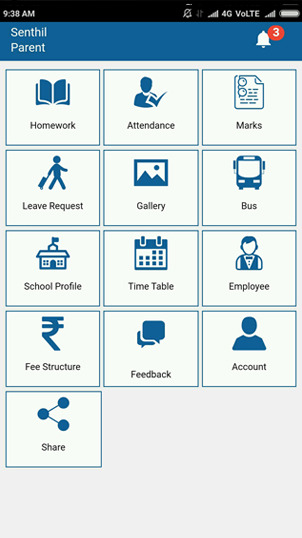 9:38 AM 4G VoLTE
Senthil
Parent
3
Homework Attendance Marks
Leave Request Gallery Bus
School Profile Time Table Employee
Fee Structure Feedback Account
Share